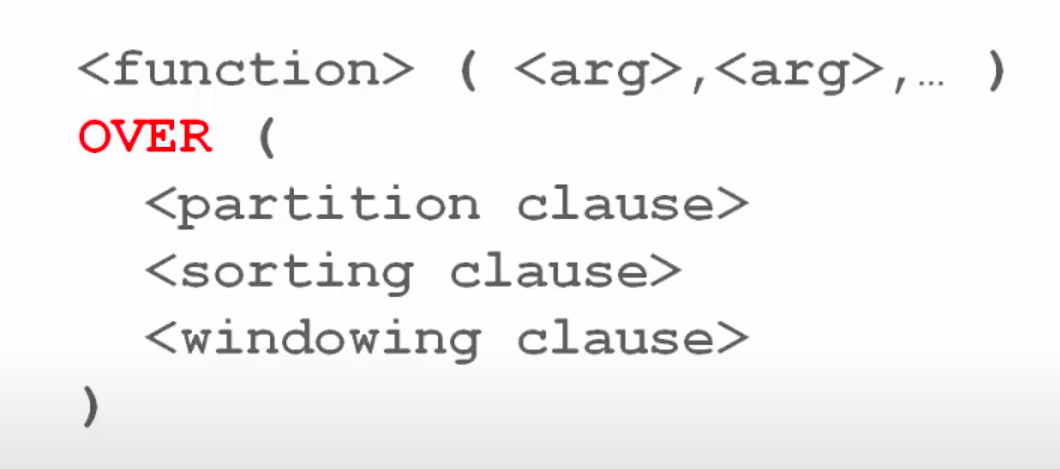 <function> ( <arg>,<arg>,… )
OVER (
<partition clause>
<sorting clause>
<windowing clause>
)